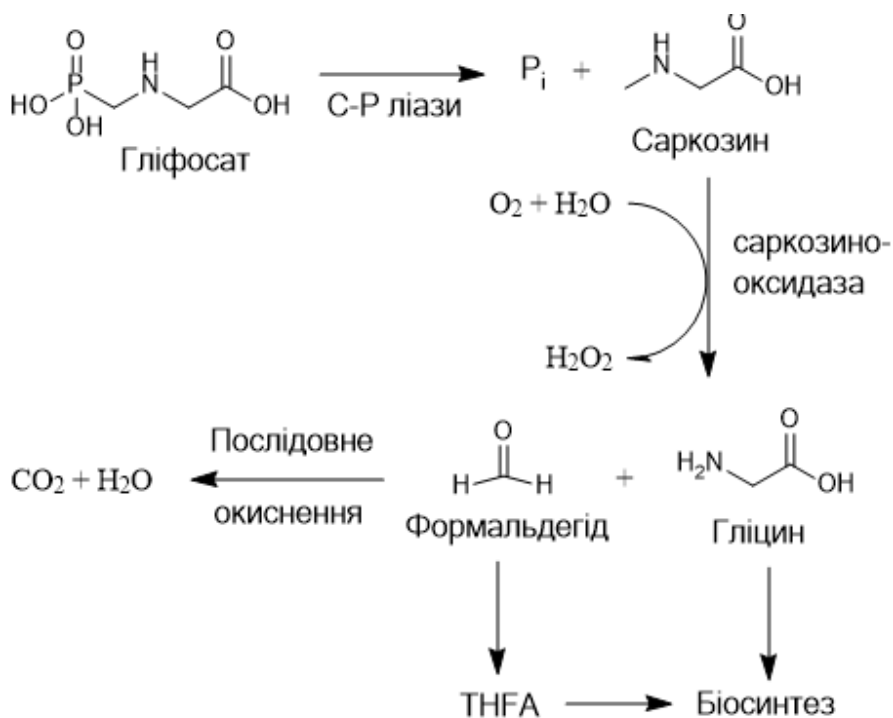 O
HO P N H O OH
OH
Гліфосат
С-Р ліази
Pi +
H N O OH
Саркозин
O2 + H2O
саркозино-
оксидаза
H2O2
Послідовне
окиснення
CO2 + H2O
O
H H
Формальдегід
+
O
H2N OH
Гліцин
THFA
Біосинтез